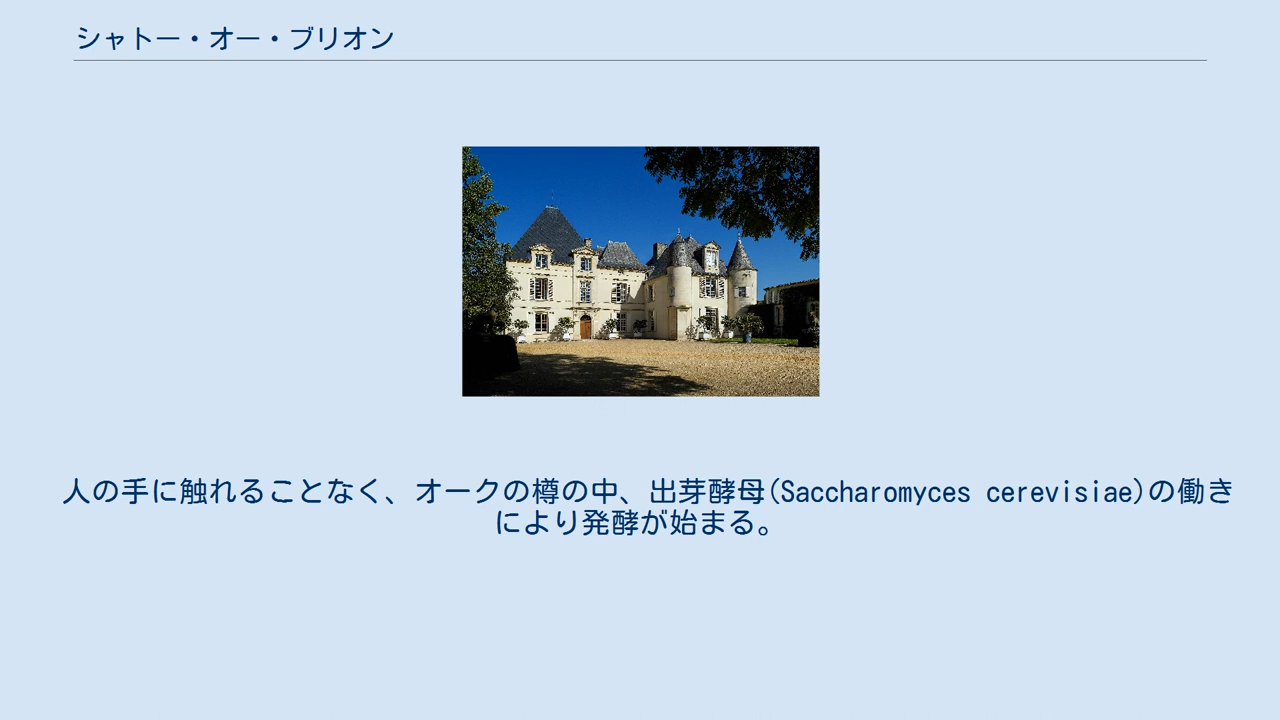 シャトー・オー・ブリオン
人の手に触れることなく、オークの樽の中、出芽酵母(Saccharomyces cerevisiae)の働き
により発酵が始まる。